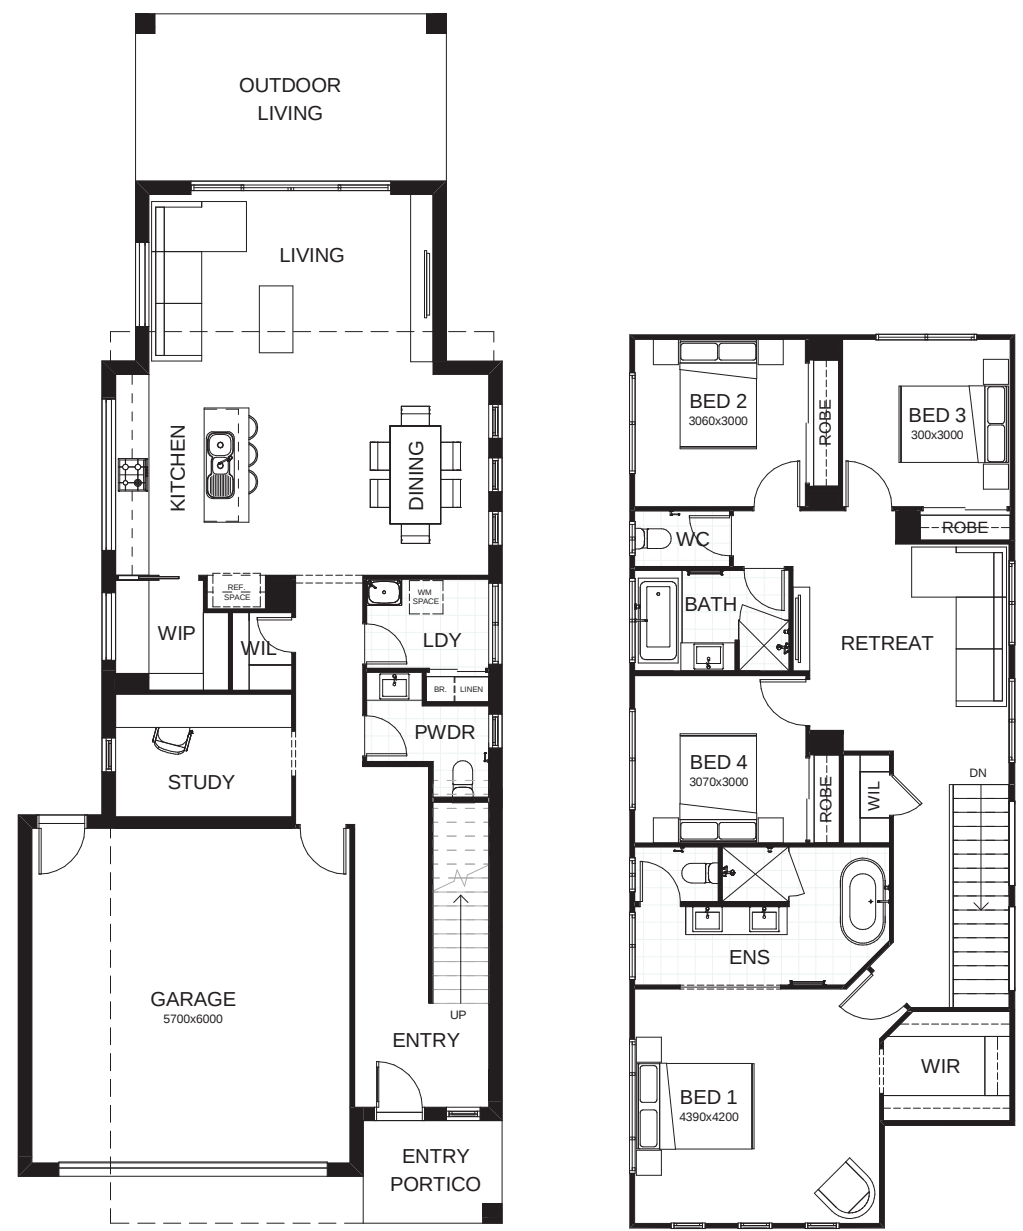 OUTDOOR
LIVING
LIVING
KITCHEN
DINING
REF.
SPACE
WM
SPACE
WIP
WIL
LDY
BR.
LINEN
PWDR
STUDY
GARAGE
5700x6000
UP
ENTRY
ENTRY
PORTICO
BED 2
3060x3000
ROBE
BED 3
300x3000
ROBE
WC
BATH
RETREAT
BED 4
3070x3000
ROBE
WIL
DN
ENS
WIR
BED 1
4390x4200